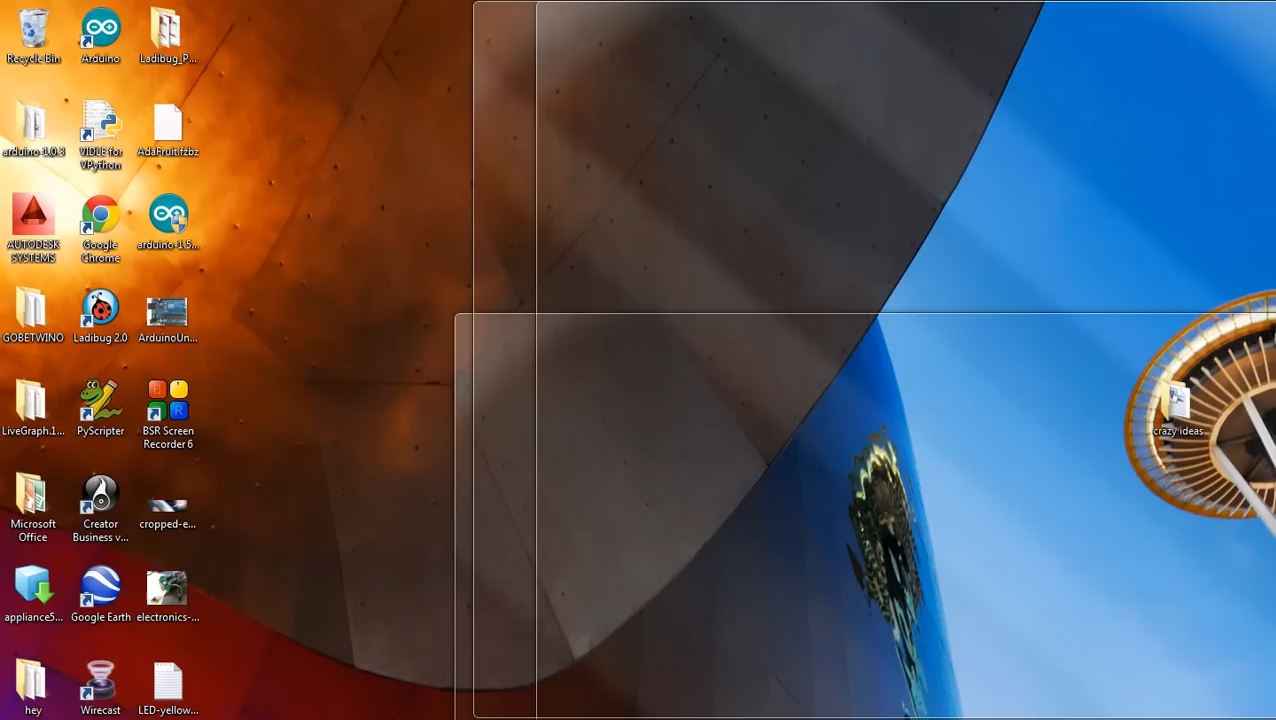 Recycle Bin
Arduino
Ladibug_P...
arduino-1.0.3
VIDLE for
VPython
AdaFruit.fzbz
AUTODESK
SYSTEMS
Google
Chrome
arduino-1.5...
GOBETWINO
Ladibug 2.0
ArduinoUn...
LiveGraph.1...
PyScripter
BSR Screen
Recorder 6
crazy ideas
Microsoft
Office
Creator
Business v...
cropped-e...
appliance5...
Google Earth
electronics-...
hey
Wirecast
LED-yellow...